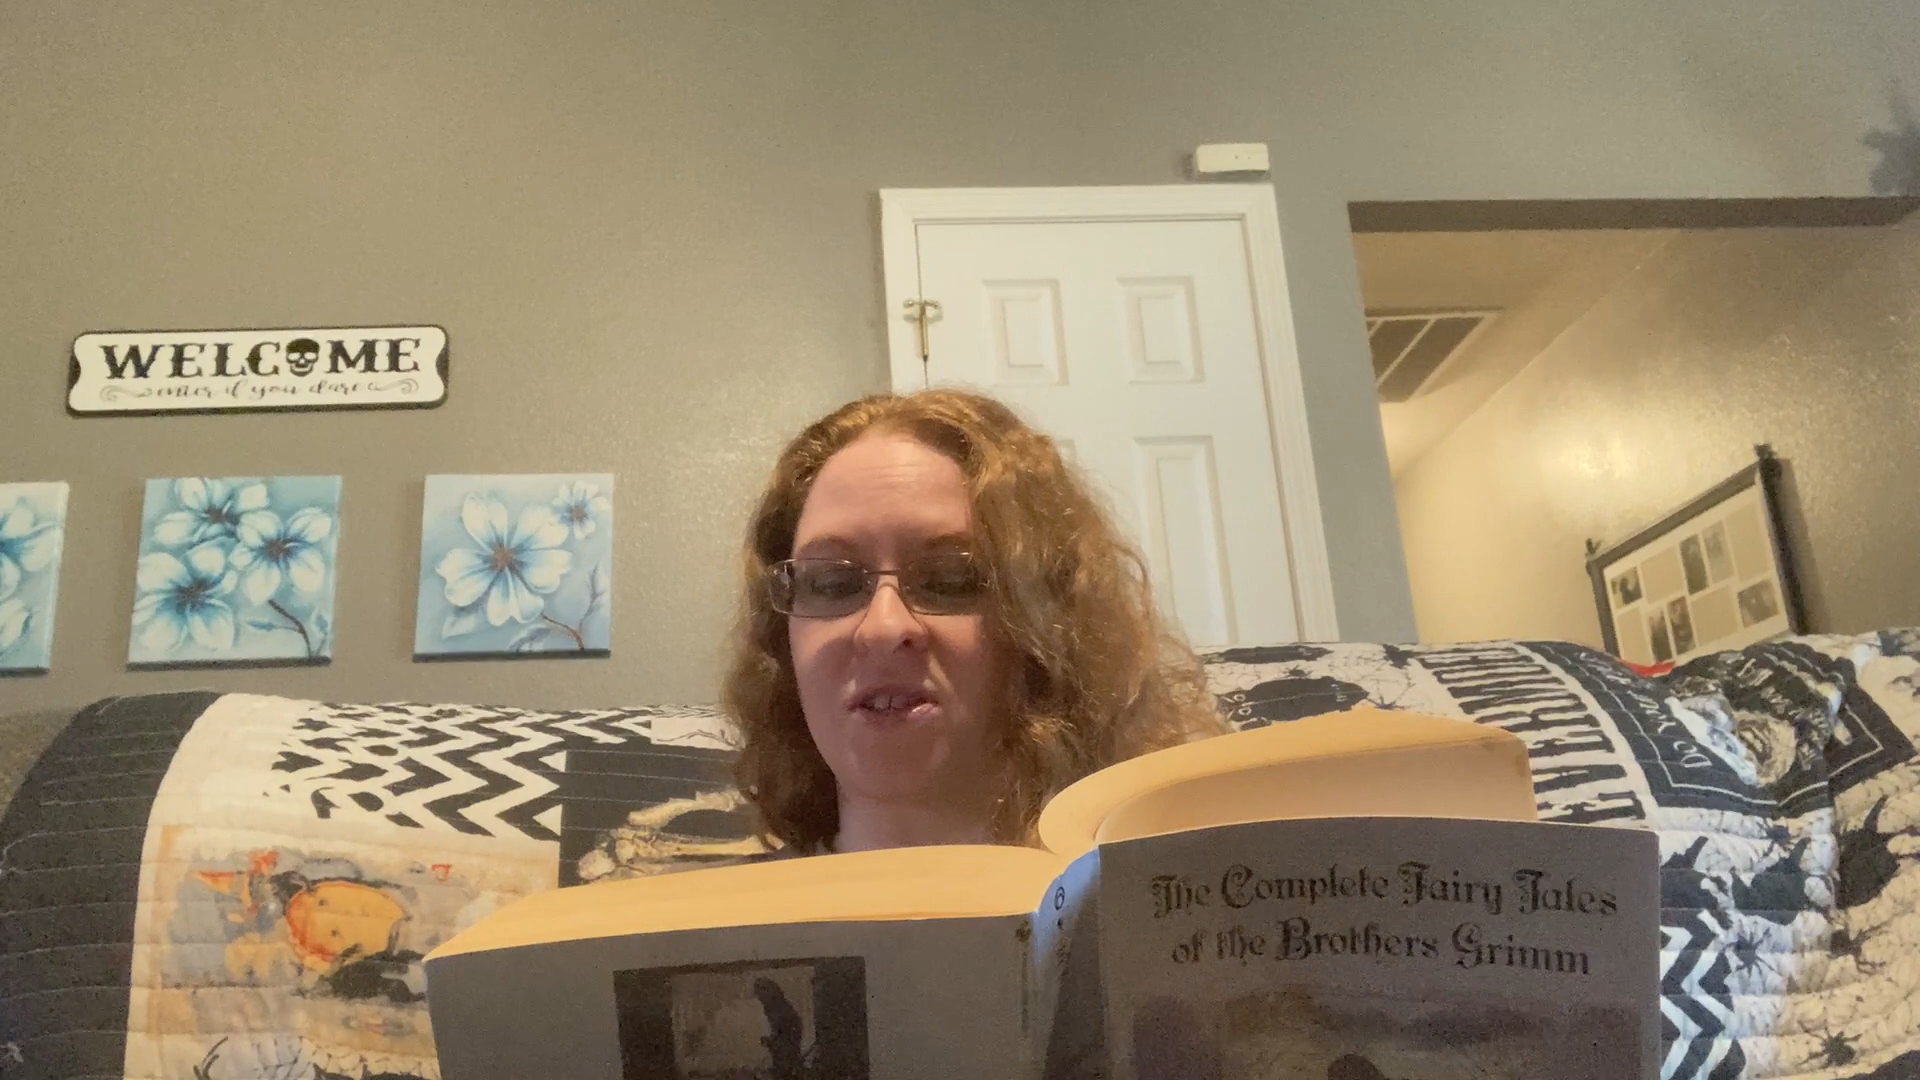 WELCOME
enter if you dare
The Complete Fairy Tales
of the Brothers Grimm